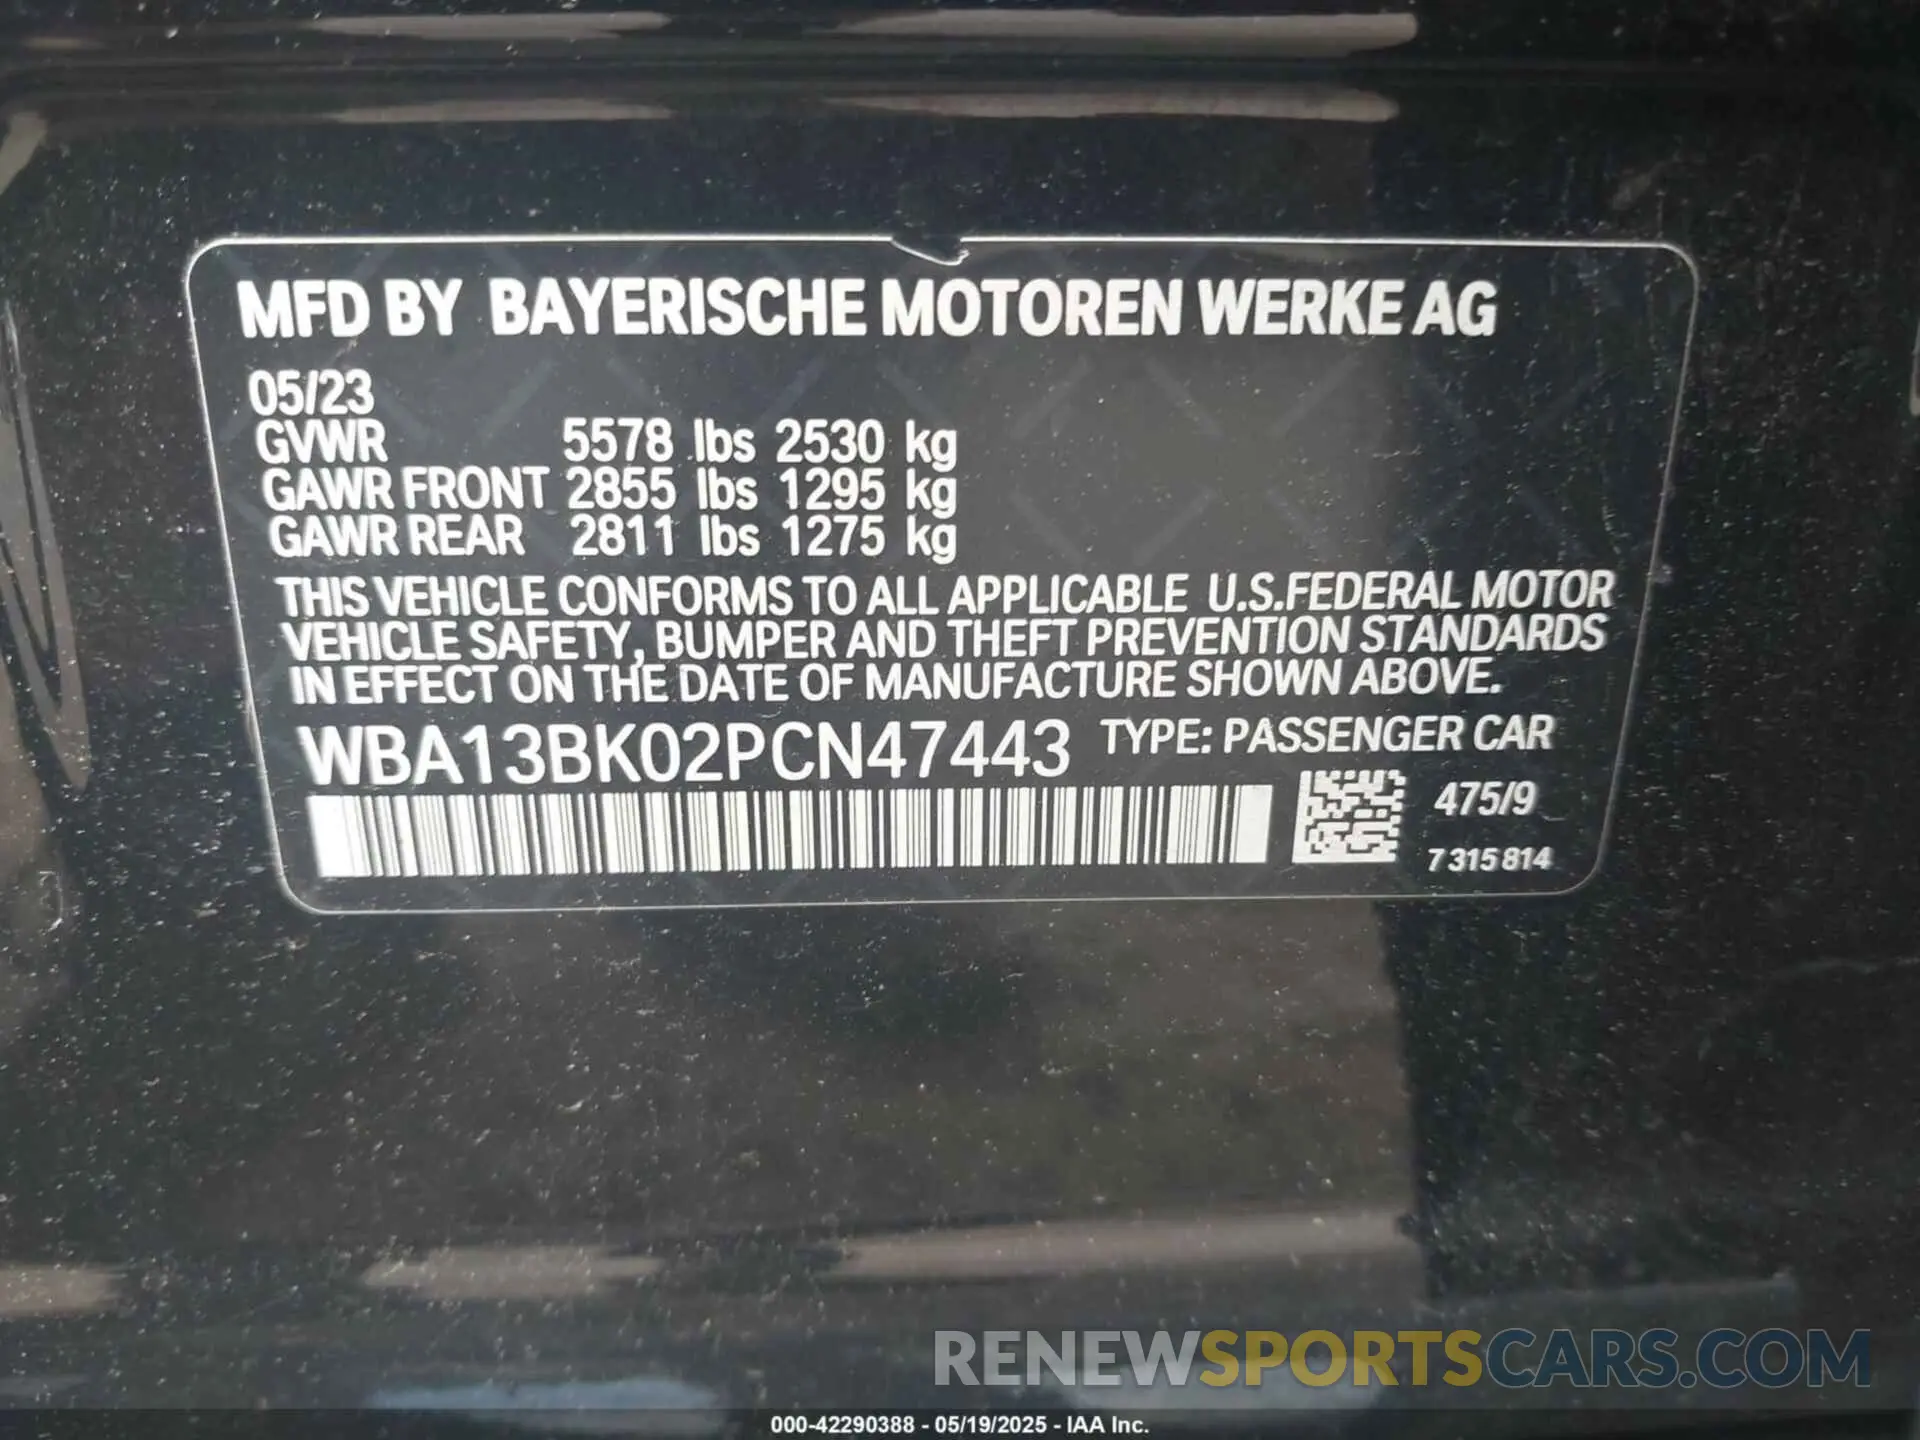 MFD BY BAYERISCHE MOTOREN WERKE AG
05/23
GVWR 5578 lbs 2530 kg
GAWR FRONT 2855 lbs 1295 kg
GAWR REAR 2811 lbs 1275 kg
THIS VEHICLE CONFORMS TO ALL APPLICABLE U.S.FEDERAL MOTOR
VEHICLE SAFETY, BUMPER AND THEFT PREVENTION STANDARDS
IN EFFECT ON THE DATE OF MANUFACTURE SHOWN ABOVE.
WBA13BK02PCN47443 TYPE: PASSENGER CAR
475/9
7 315 814
RENEWSPORTSCARS.COM
000-42290388 - 05/19/2025 - IAA Inc.